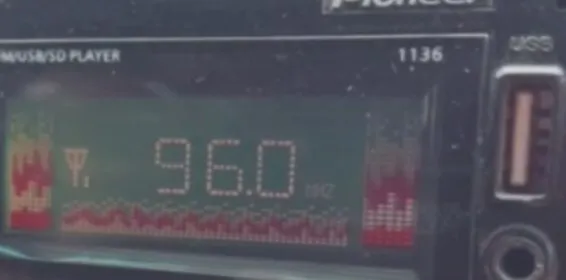 Pioneer
M/USB/SD PLAYER
1136
USB
96.0
MHZ